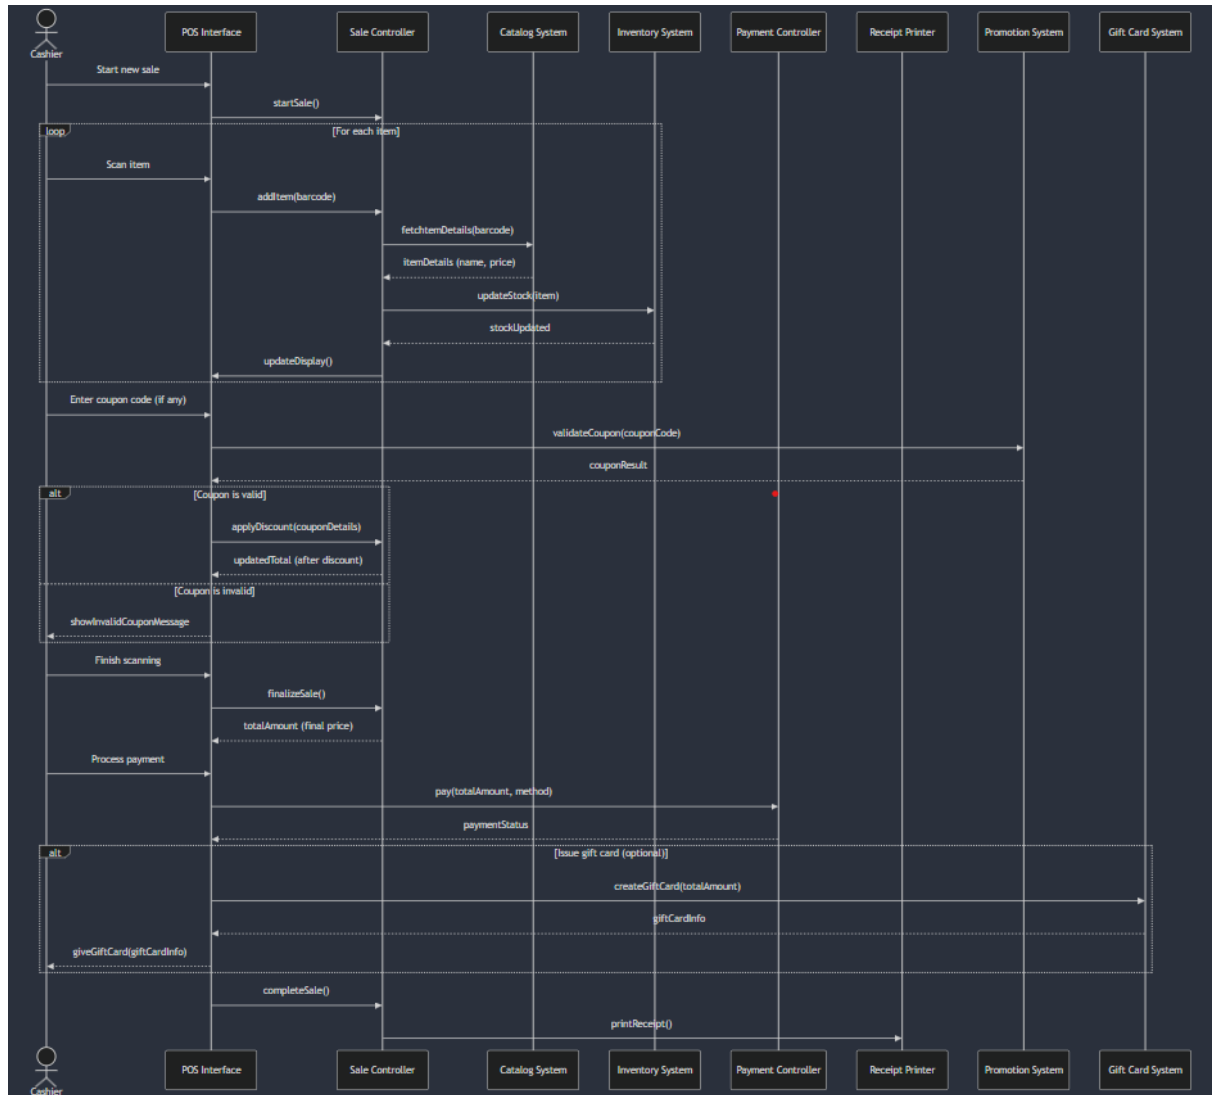 POS Interface
Sale Controller
Catalog System
Inventory System
Payment Controller
Receipt Printer
Promotion System
Gift Card System
Cashier
Start new sale
startSale()
loop
[For each item]
Scan item
addItem(barcode)
fetchtemDetails(barcode)
itemDetails (name, price)
updateStock(item)
stockUpdated
updateDisplay()
Enter coupon code (if any)
validateCoupon(couponCode)
couponResult
alt
[Coupon is valid]
applyDiscount(couponDetails)
updatedTotal (after discount)
[Coupon is invalid]
showInvalidCouponMessage
Finish scanning
finalizeSale()
totalAmount (final price)
Process payment
pay(totalAmount, method)
paymentStatus
alt
[Issue gift card (optional)]
createGiftCard(totalAmount)
giftCardInfo
giveGiftCard(giftCardInfo)
completeSale()
printReceipt()
POS Interface
Sale Controller
Catalog System
Inventory System
Payment Controller
Receipt Printer
Promotion System
Gift Card System
Cashier